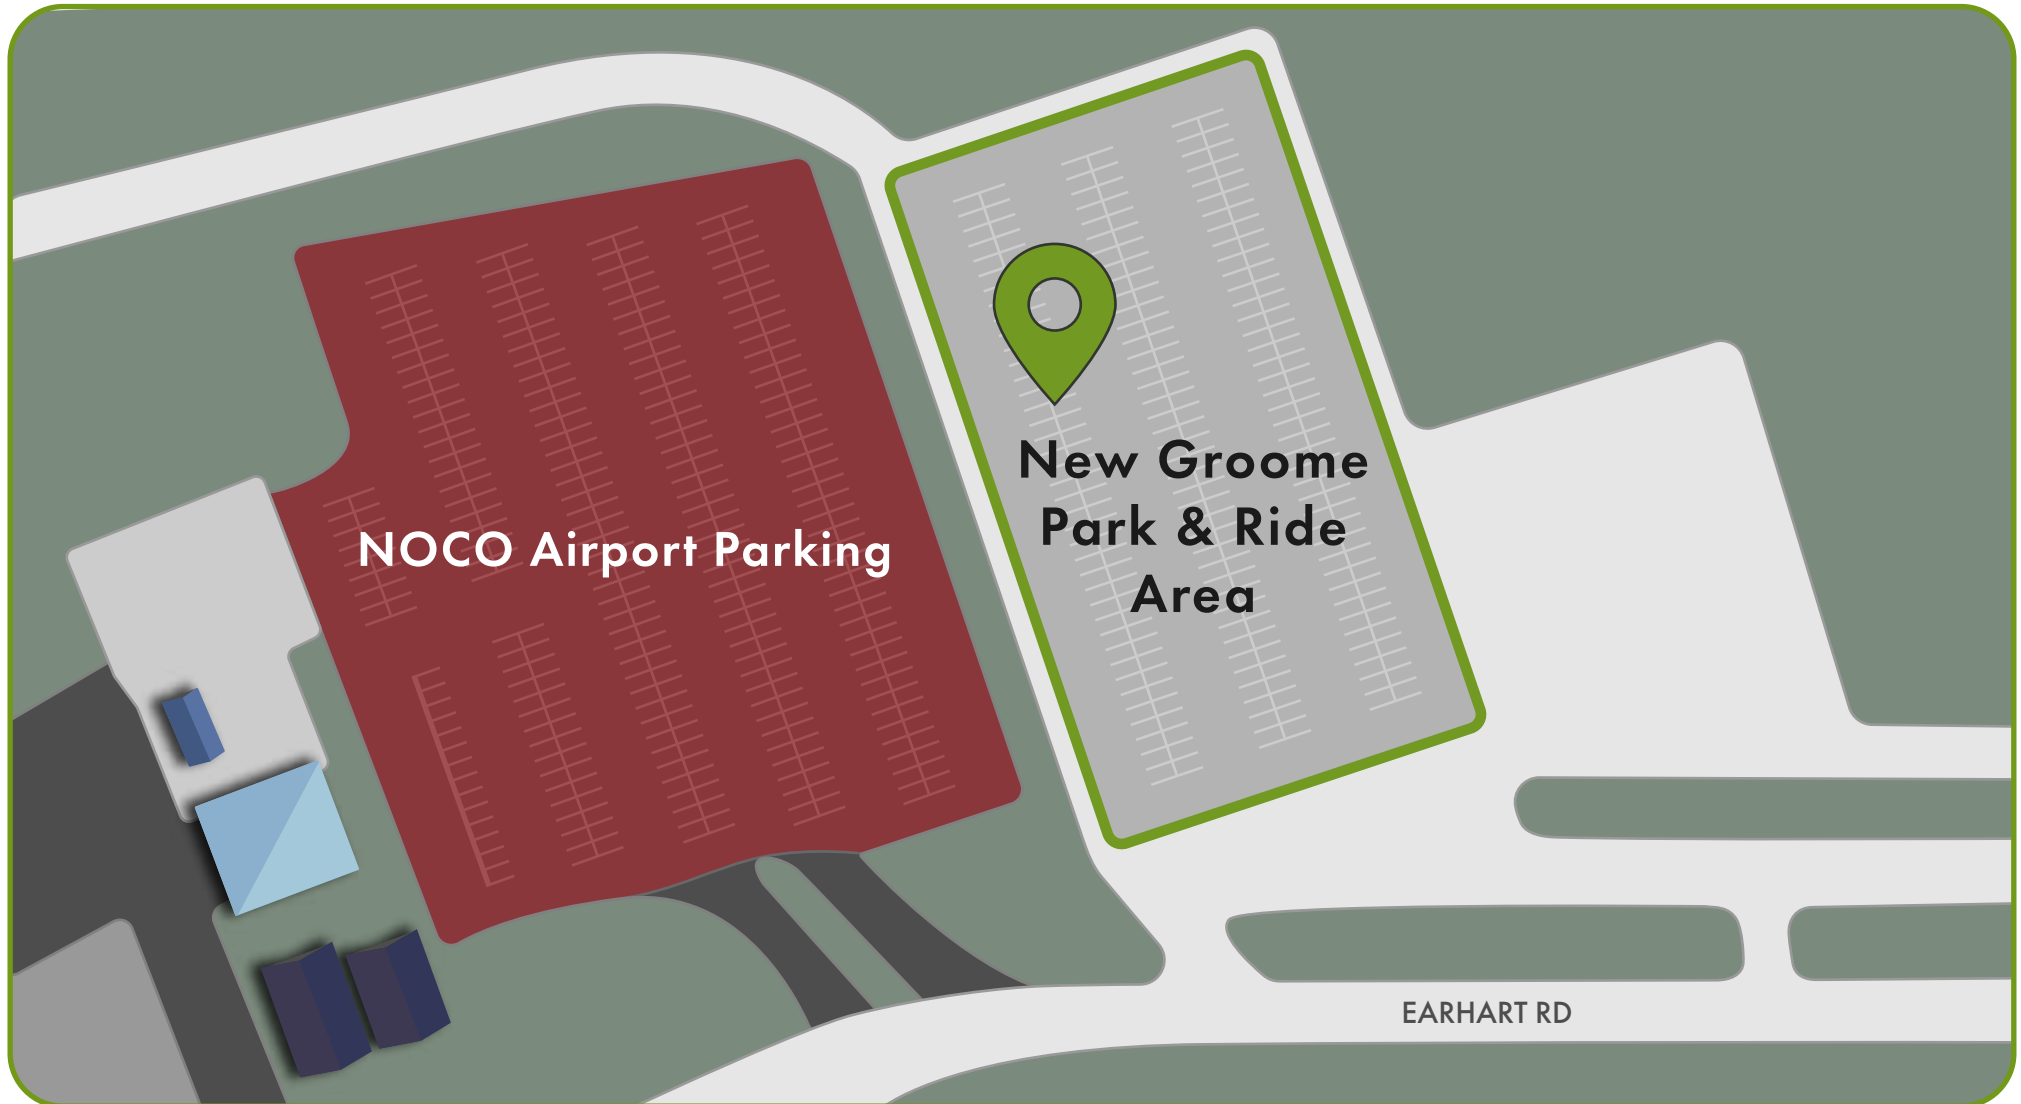 NOCO Airport Parking
New Groome
Park & Ride
Area
EARHART RD